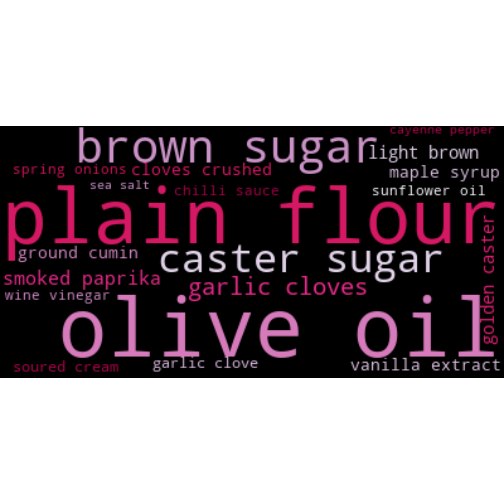 cayenne pepper
brown sugar
light brown
spring onions
cloves crushed
maple syrup
sea salt
chilli sauce
sunflower oil
plain flour
golden caster
ground cumin
caster sugar
smoked paprika
garlic cloves
wine vinegar
olive oil
soured cream
garlic clove
vanilla extract